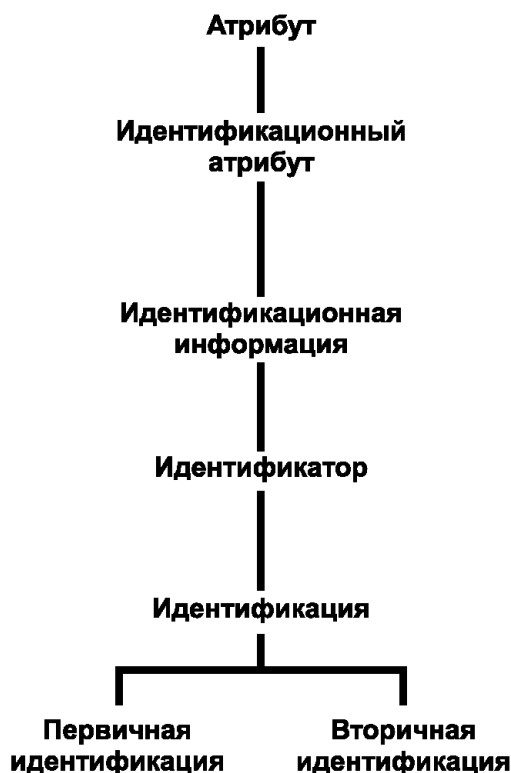 Атрибут
Идентификационный
атрибут
Идентификационная
информация
Идентификатор
Идентификация
Первичная
идентификация
Вторичная
идентификация